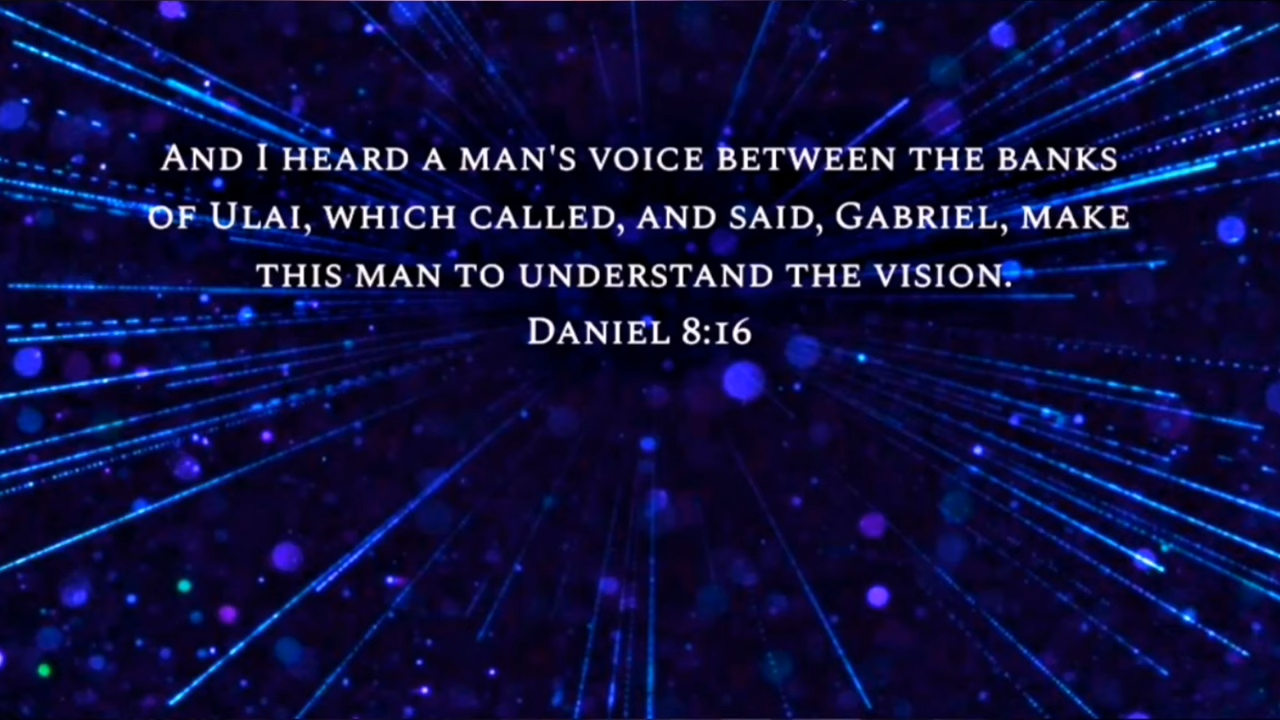 And I heard a man's voice between the banks
of Ulai, which called, and said, Gabriel, make
this man to understand the vision.
Daniel 8:16